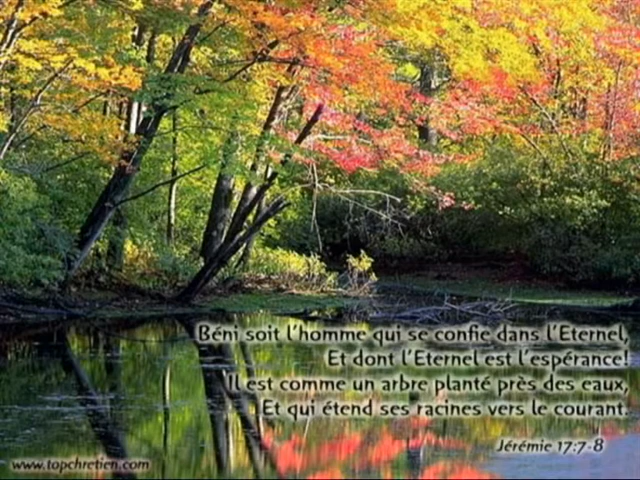 Béni soit l'homme qui se confie dans l'Eternel,
Et dont l'Eternel est l'espérance!
Il est comme un arbre planté près des eaux,
Et qui étend ses racines vers le courant.
Jérémie 17:7-8
www.topchretien.com